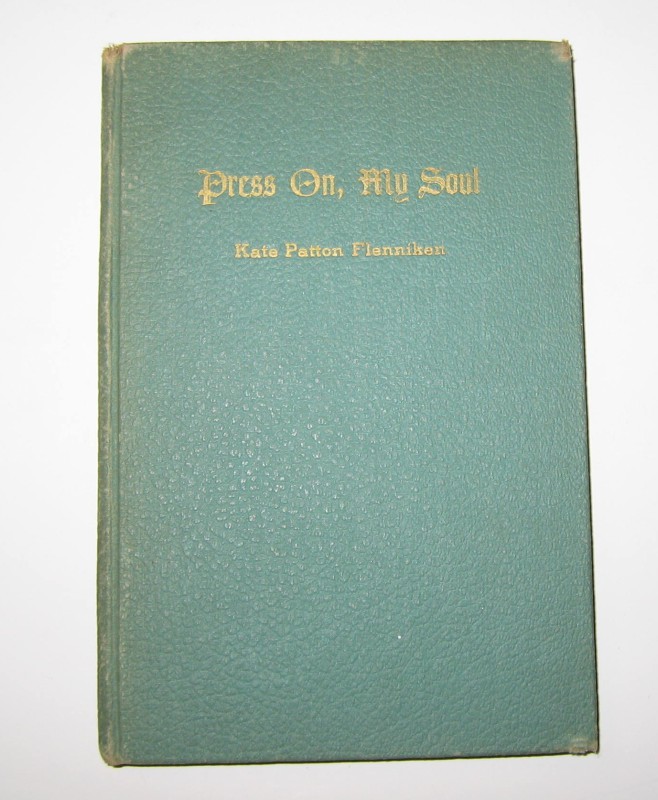 Press On, My Soul
Kate Patton Flenniken